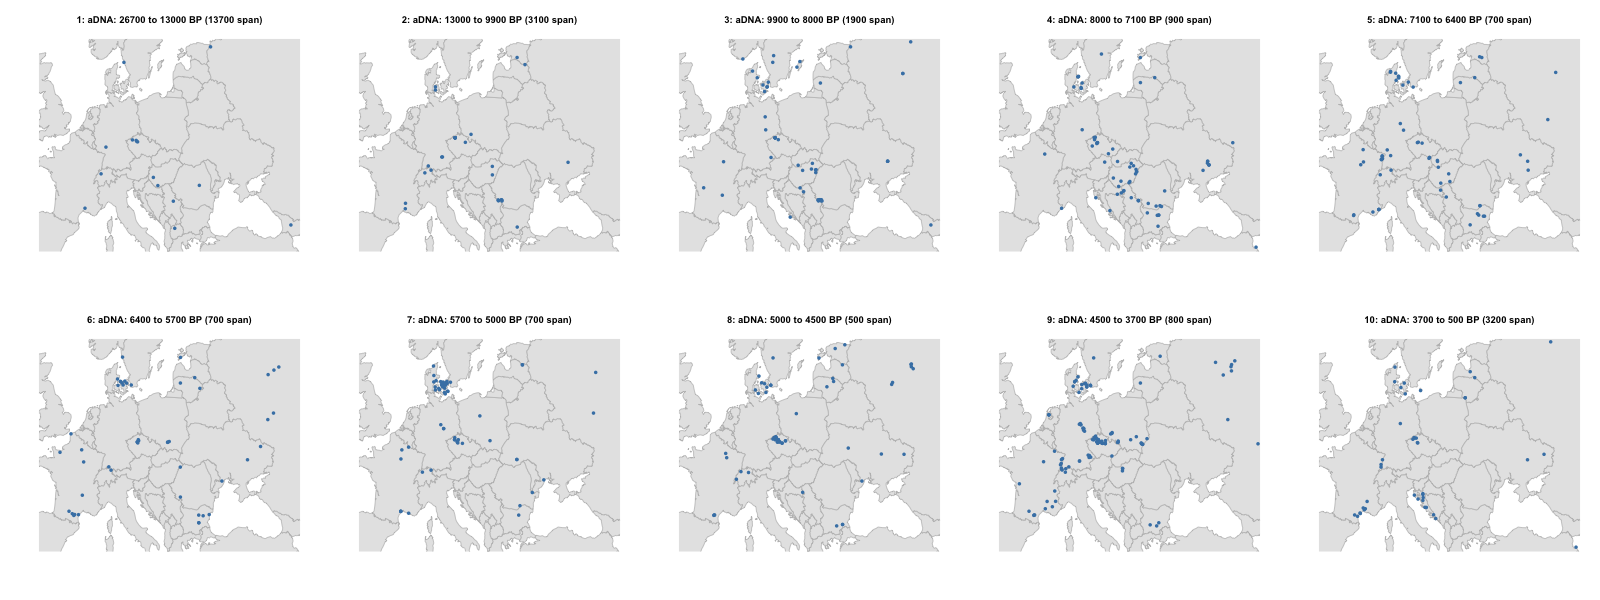 1: aDNA: 26700 to 13000 BP (13700 span)
2: aDNA: 13000 to 9900 BP (3100 span)
3: aDNA: 9900 to 8000 BP (1900 span)
4: aDNA: 8000 to 7100 BP (900 span)
5: aDNA: 7100 to 6400 BP (700 span)
6: aDNA: 6400 to 5700 BP (700 span)
7: aDNA: 5700 to 5000 BP (700 span)
8: aDNA: 5000 to 4500 BP (500 span)
9: aDNA: 4500 to 3700 BP (800 span)
10: aDNA: 3700 to 500 BP (3200 span)